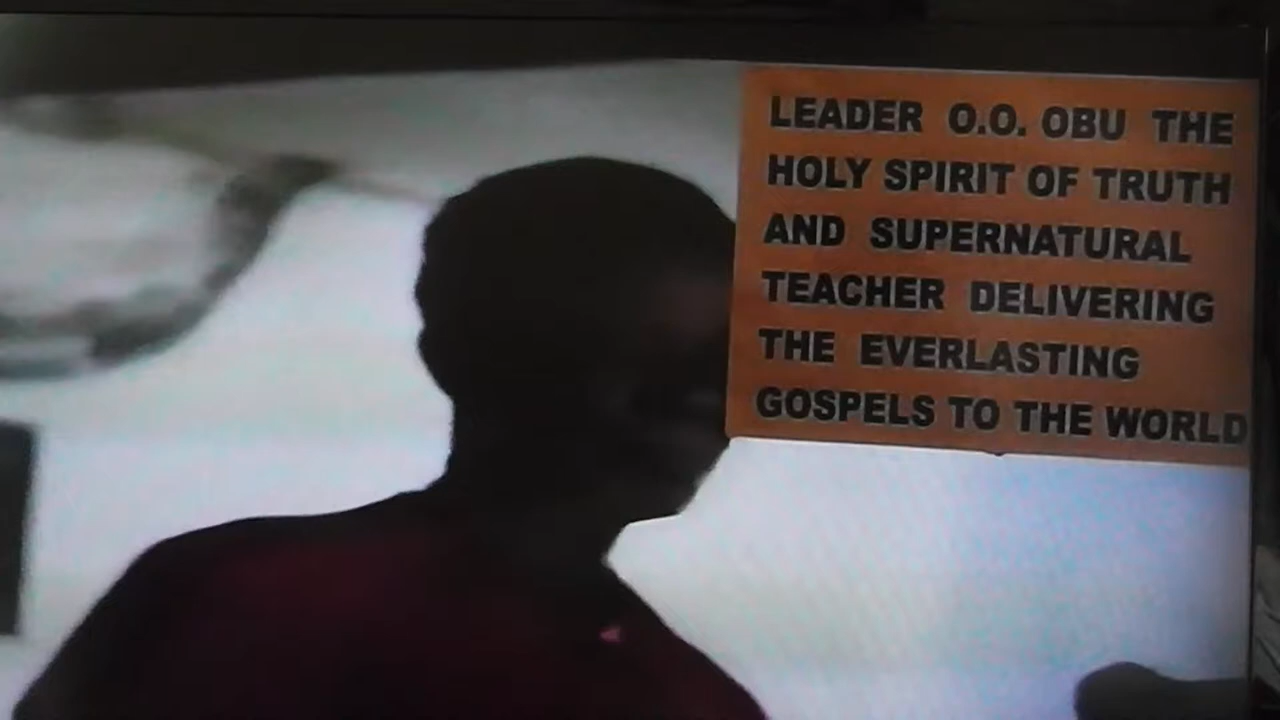 LEADER O.O. OBU THE
HOLY SPIRIT OF TRUTH
AND SUPERNATURAL
TEACHER DELIVERING
THE EVERLASTING
GOSPELS TO THE WORLD